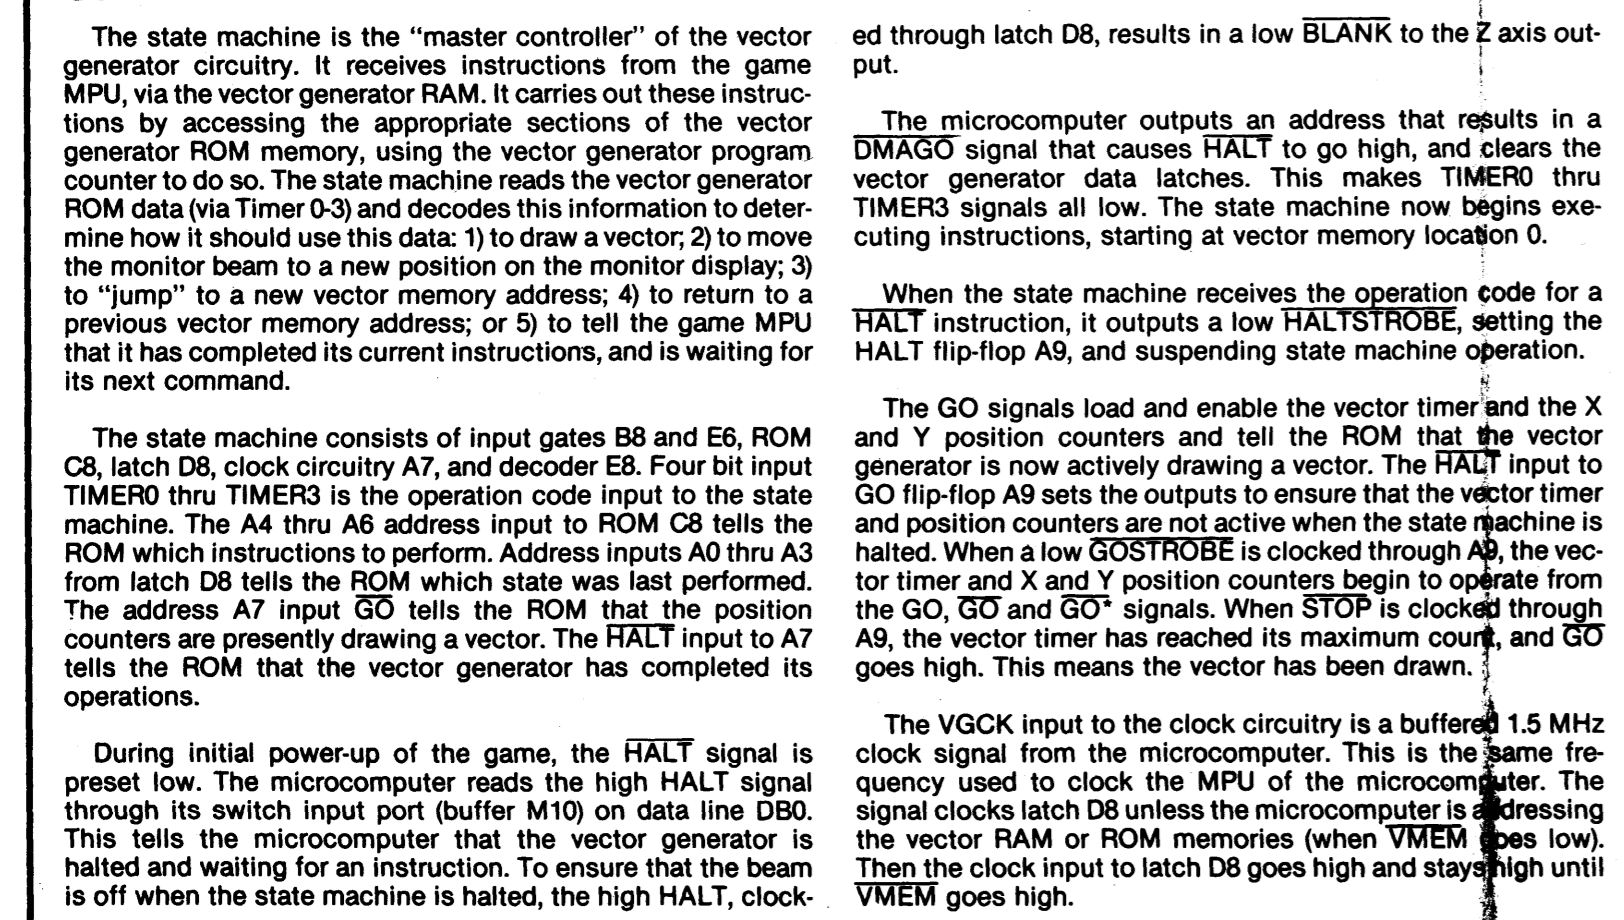 The state machine is the “master controller” of the vector
generator circuitry. It receives instructions from the game
MPU, via the vector generator RAM. It carries out these instruc-
tions by accessing the appropriate sections of the vector
generator ROM memory, using the vector generator program
counter to do so. The state machine reads the vector generator
ROM data (via Timer 0-3) and decodes this information to deter-
mine how it should use this data: 1) to draw a vector; 2) to move
the monitor beam to a new position on the monitor display; 3)
to “jump” to a new vector memory address; 4) to return to a
previous vector memory address; or 5) to tell the game MPU
that it has completed its current instructions, and is waiting for
its next command.
The state machine consists of input gates B8 and E6, ROM
C8, latch D8, clock circuitry A7, and decoder E8. Four bit input
TIMER0 thru TIMER3 is the operation code input to the state
machine. The A4 thru A6 address input to ROM C8 tells the
ROM which instructions to perform. Address inputs A0 thru A3
from latch D8 tells the ROM which state was last performed.
The address A7 input G̅O̅ tells the ROM that the position
counters are presently drawing a vector. The H̅A̅L̅T̅ input to A7
tells the ROM that the vector generator has completed its
operations.
During initial power-up of the game, the H̅A̅L̅T̅ signal is
preset low. The microcomputer reads the high HALT signal
through its switch input port (buffer M10) on data line DB0.
This tells the microcomputer that the vector generator is
halted and waiting for an instruction. To ensure that the beam
is off when the state machine is halted, the high HALT, clock-
ed through latch D8, results in a low B̅L̅A̅N̅K̅ to the Z axis out-
put.
The microcomputer outputs an address that results in a
D̅M̅A̅G̅O̅ signal that causes H̅A̅L̅T̅ to go high, and clears the
vector generator data latches. This makes TIMER0 thru
TIMER3 signals all low. The state machine now begins exe-
cuting instructions, starting at vector memory location 0.
When the state machine receives the operation code for a
H̅A̅L̅T̅ instruction, it outputs a low H̅A̅L̅T̅S̅T̅R̅O̅B̅E̅, setting the
HALT flip-flop A9, and suspending state machine operation.
The GO signals load and enable the vector timer and the X
and Y position counters and tell the ROM that the vector
generator is now actively drawing a vector. The H̅A̅L̅T̅ input to
GO flip-flop A9 sets the outputs to ensure that the vector timer
and position counters are not active when the state machine is
halted. When a low G̅O̅S̅T̅R̅O̅B̅E̅ is clocked through A9, the vec-
tor timer and X and Y position counters begin to operate from
the GO, G̅O̅ and G̅O̅* signals. When S̅T̅O̅P̅ is clocked through
A9, the vector timer has reached its maximum count, and G̅O̅
goes high. This means the vector has been drawn.
The VGCK input to the clock circuitry is a buffered 1.5 MHz
clock signal from the microcomputer. This is the same fre-
quency used to clock the MPU of the microcomputer. The
signal clocks latch D8 unless the microcomputer is addressing
the vector RAM or ROM memories (when V̅M̅E̅M̅ goes low).
Then the clock input to latch D8 goes high and stays high until
V̅M̅E̅M̅ goes high.